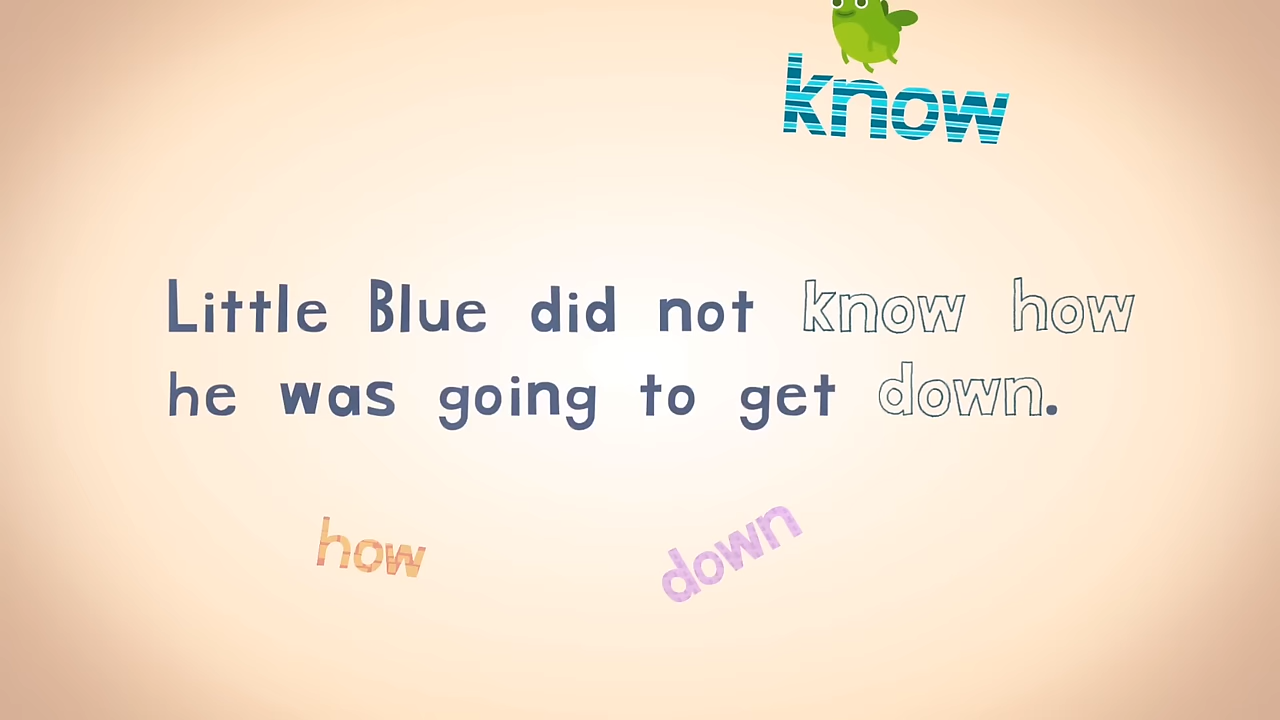 know
Little Blue did not know how
he was going to get down.
how down